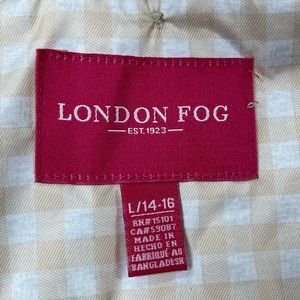 LONDON FOG
EST. 1923
L/14-16
RN#15101
CA#59087
MADE IN
HECHO EN
FABRIQUÉ AU
BANGLADESH